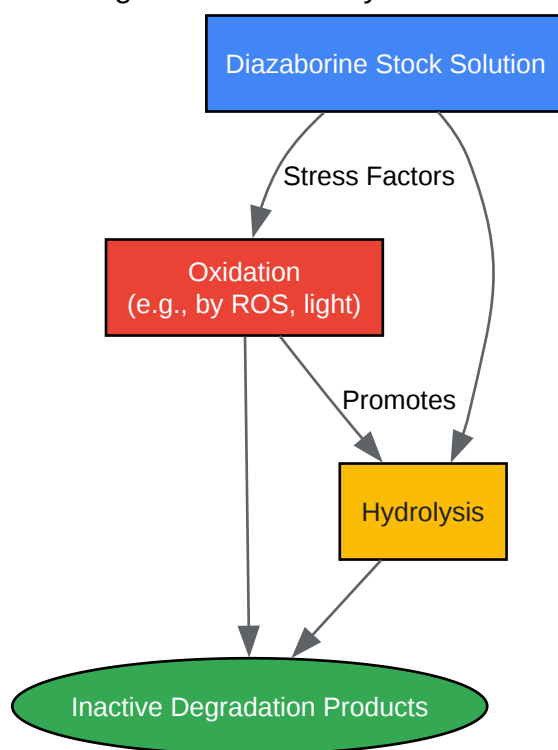 Diazaborine Stock Solution
Stress Factors
Oxidation
(e.g., by ROS, light)
Promotes
Hydrolysis
Inactive Degradation Products